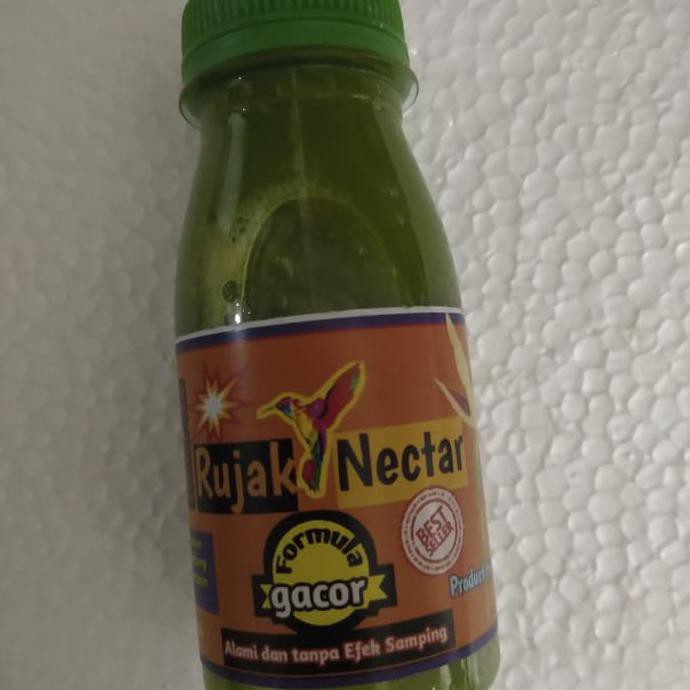 Rujak Nectar
BEST
SELLER
Formula
gacor
Product
Alami dan tanpa Efek Samping